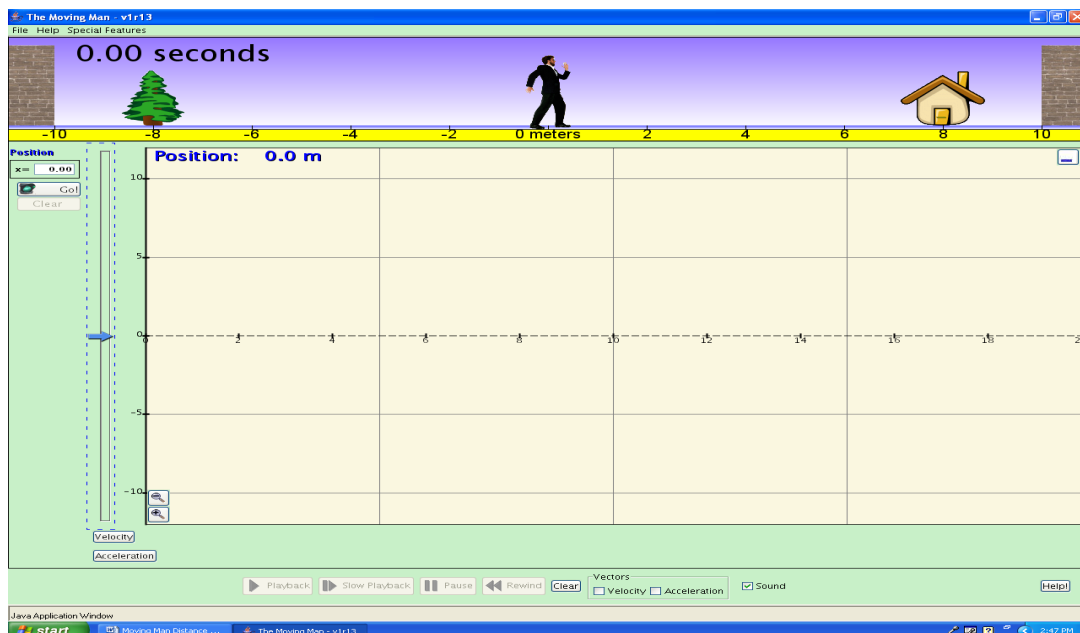 The Moving Man - v1r13
File Help Special Features
0.00 seconds
-10 -8 -6 -4 -2 0 meters 2 4 6 8 10
Position
x= 0.00
Go!
Clear
Position: 0.0 m
10
5
0
0 2 4 6 8 10 12 14 16 18
-5
-10
Velocity
Acceleration
Playback Slow Playback Pause Rewind Clear
Vectors
Velocity Acceleration
Sound
Help!
Java Application Window
start Moving Man Distance ... The Moving Man - v1r13 2:47 PM